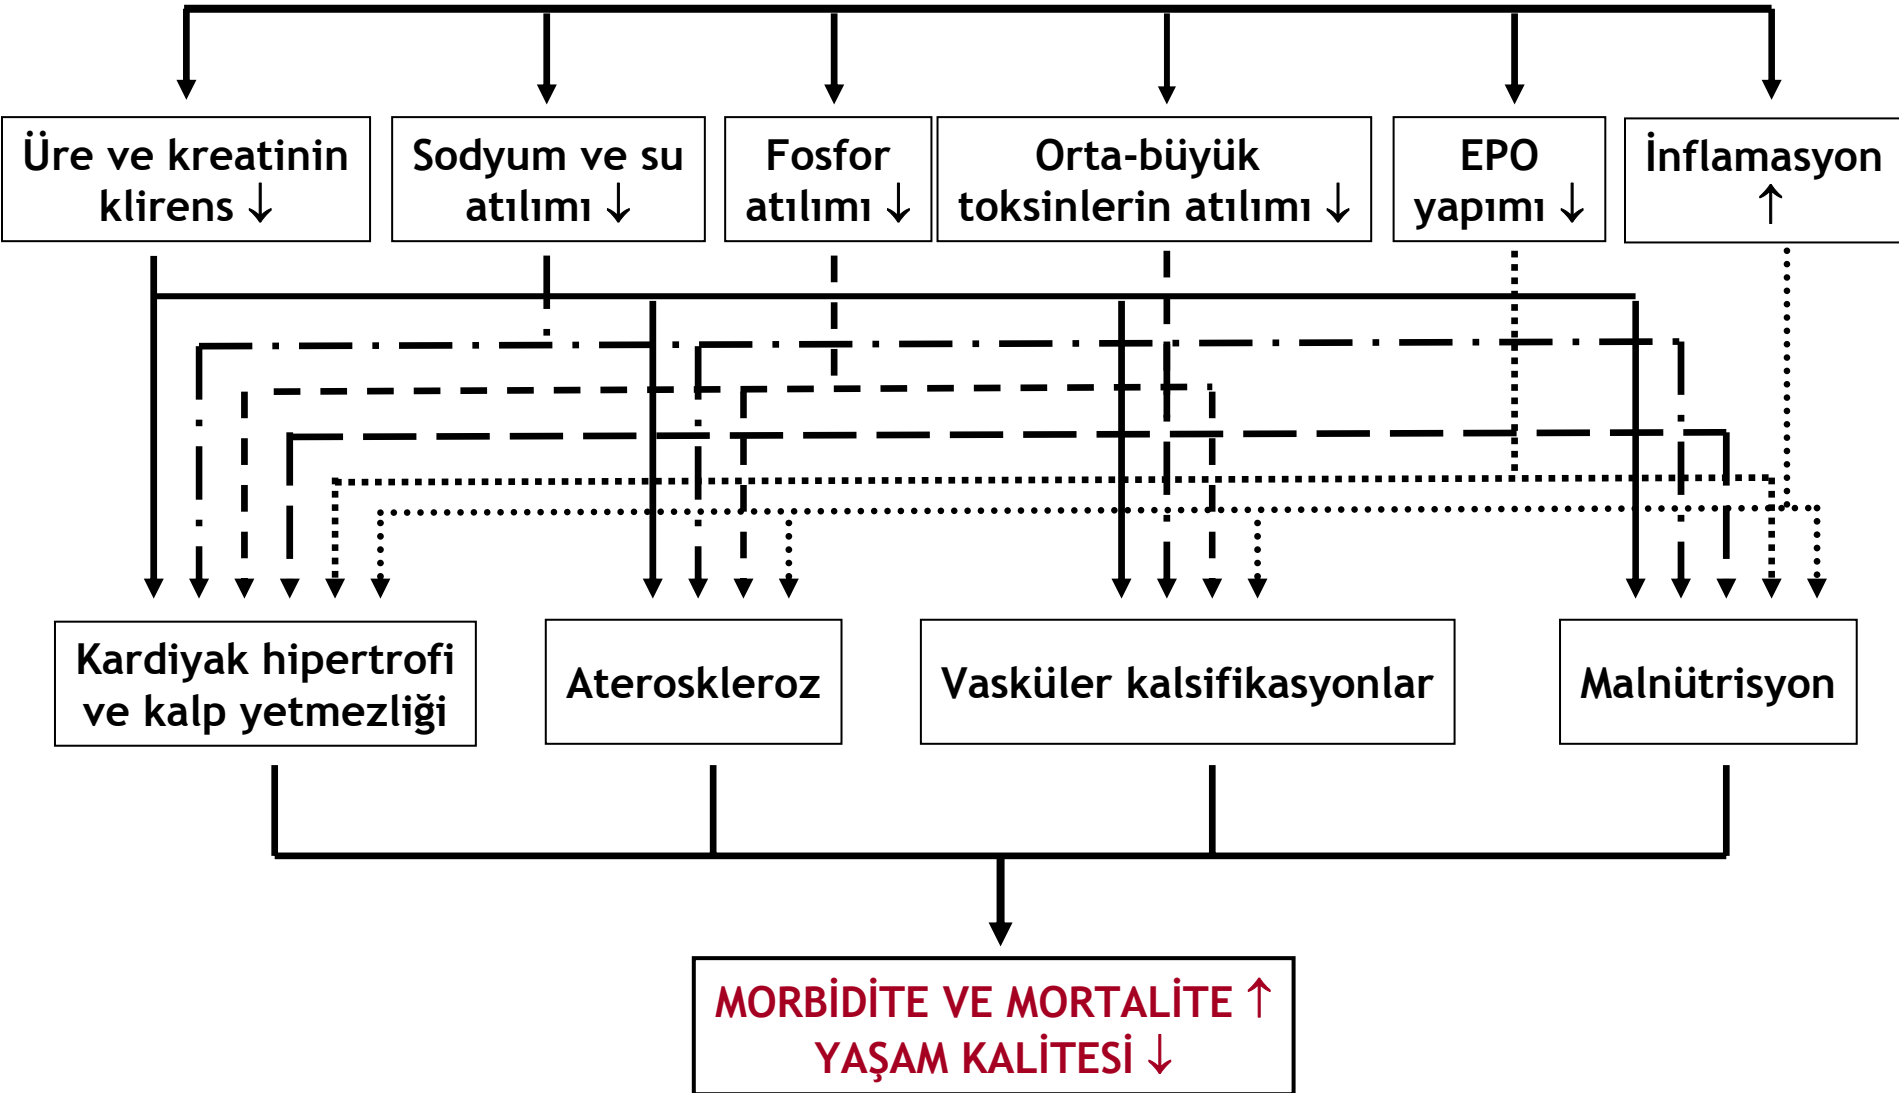 Üre ve kreatinin
klirens ↓
Sodyum ve su
atılımı ↓
Fosfor
atılımı ↓
Orta-büyük
toksinlerin atılımı ↓
EPO
yapımı ↓
İnflamasyon
↑
Kardiyak hipertrofi
ve kalp yetmezliği
Ateroskleroz
Vasküler kalsifikasyonlar
Malnütrisyon
MORBİDİTE VE MORTALİTE ↑
YAŞAM KALİTESİ ↓